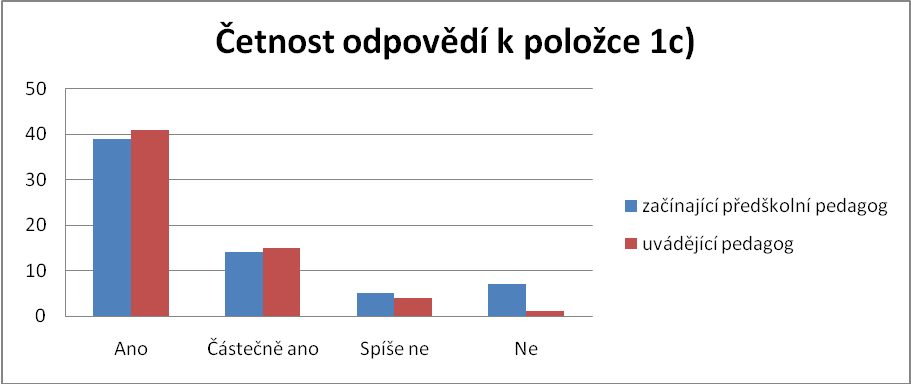 Četnost odpovědí k položce 1c)
50
40
30
20
10
0
Ano Částečně ano Spíše ne Ne
začínající předškolní pedagog
uvádějící pedagog